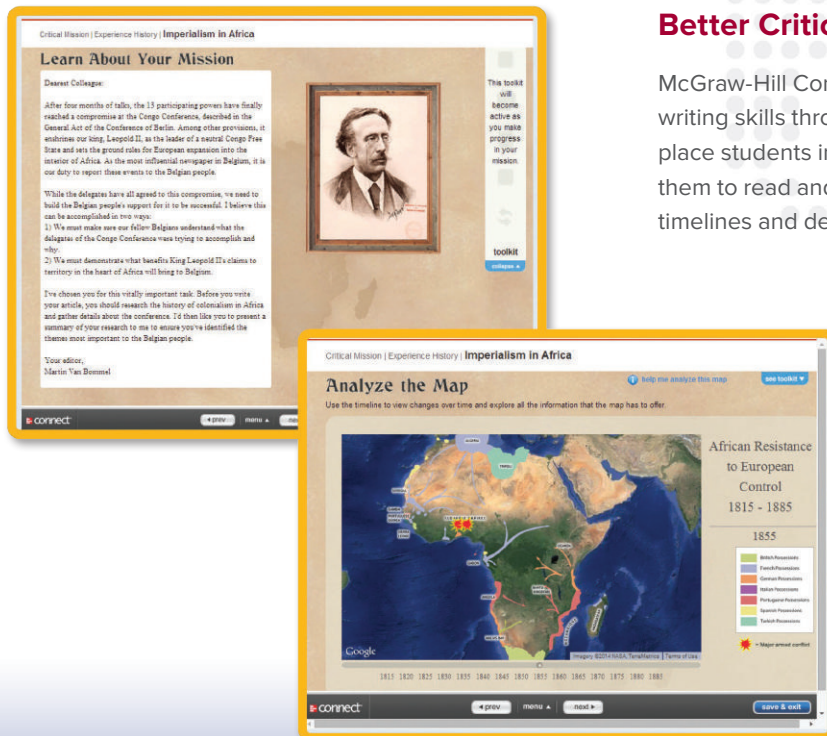 Critical Mission | Experience History | Imperialism in Africa
Learn About Your Mission
Dearest Colleague:
After four months of talks, the 13 participating powers have finally
reached a compromise at the Congo Conference, described in the
General Act of the Conference of Berlin. Among other provisions, it
enshrines our king, Leopold II, as the leader of a neutral Congo Free
State and sets the ground rules for European expansion into the
interior of Africa. As the most influential newspaper in Belgium, it is
our duty to report these events to the Belgian people.
While the delegates have all agreed to this compromise, we need to
build the Belgian people's support for it to be successful. I believe this
can be accomplished in two ways:
1) We must make sure our fellow Belgians understand what the
delegates of the Congo Conference were trying to accomplish and
why.
2) We must demonstrate what benefits King Leopold II's claims to
territory in the heart of Africa will bring to Belgium.
I've chosen you for this vitally important task. Before you write
your article, you should research the history of colonialism in Africa
and gather details about the conference. I'd then like you to present a
summary of your research to me to ensure you've identified the
themes most important to the Belgian people.
Your editor,
Martin Van Bommel
This toolkit
will
become
active as
you make
progress
in your
mission.
toolkit
collapse
connect
prev
menu
Better Critic
McGraw-Hill Con
writing skills throu
place students in
them to read and
timelines and de
Critical Mission | Experience History | Imperialism in Africa
Analyze the Map
help me analyze this map
see toolkit
Use the timeline to view changes over time and explore all the information that the map has to offer.
African Resistance
to European
Control
1815 - 1885
1855
British Possessions
French Possessions
German Possessions
Italian Possessions
Portuguese Possessions
Spanish Possessions
Turkish Possessions
= Major armed conflict
ALGERIA
GABON
ANGOLA
Google
Imagery ©2014 NASA, TerraMetrics | Terms of Use
1815 1820 1825 1830 1835 1840 1845 1850 1855 1860 1865 1870 1875 1880 1885
connect
prev
menu
next
save & exit